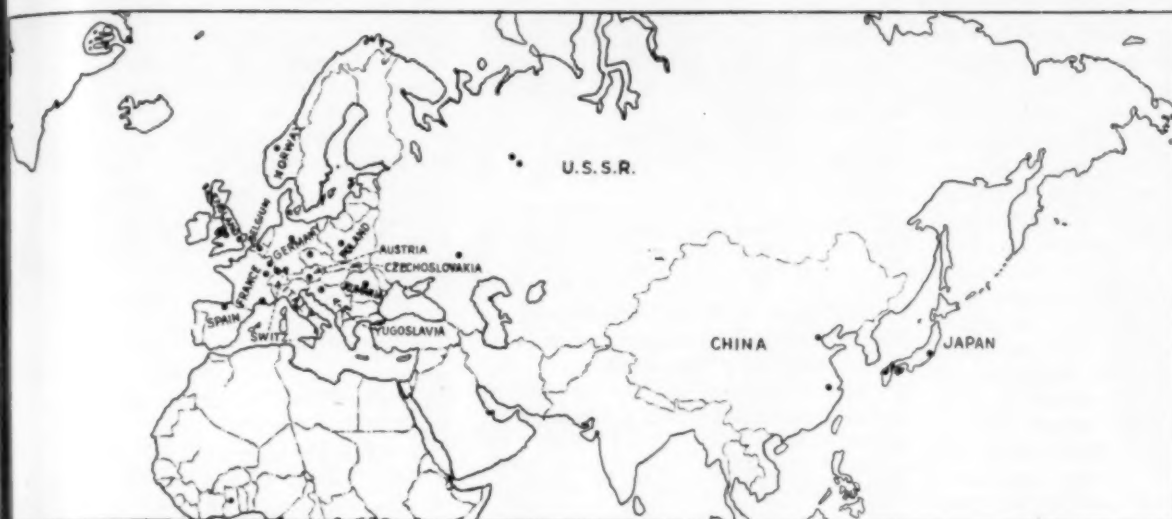 NORWAY
U.S.S.R.
BELGIUM
GERMANY
POLAND
AUSTRIA
CZECHOSLOVAKIA
FRANCE
SPAIN
SWITZ.
YUGOSLAVIA
CHINA
JAPAN